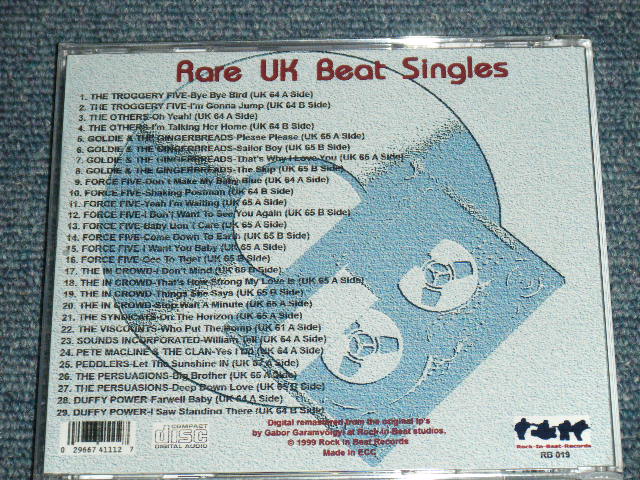 Rare UK Beat Singles
1. THE TROGGERY FIVE-Bye Bye Bird (UK 64 A Side)
2. THE TROGGERY FIVE-I'm Gonna Jump (UK 64 B Side)
3. THE OTHERS-Oh Yeah! (UK 64 A Side)
4. THE OTHERS-I'm Talking Her Home (UK 64 B Side)
5. GOLDIE & THE GINGERBREADS-Please Please (UK 65 A Side)
6. GOLDIE & THE GINGERBREADS-Sailor Boy (UK 65 B Side)
7. GOLDIE & THE GINGERBREADS-That's Why I Love You (UK 65 A Side)
8. GOLDIE & THE GINGERBREADS-The Skip (UK 65 B Side)
9. FORCE FIVE-Don't Make My Baby Blue (UK 64 A Side)
10. FORCE FIVE-Shaking Postman (UK 64 B Side)
11. FORCE FIVE-Yeah I'm Waiting (UK 65 A Side)
12. FORCE FIVE-I Don't Want To See You Again (UK 65 B Side)
13. FORCE FIVE-Baby Don't Care (UK 65 A Side)
14. FORCE FIVE-Come Down To Earth (UK 65 B Side)
15. FORCE FIVE-I Want You Baby (UK 65 A Side)
16. FORCE FIVE-Gee To Tiger (UK 65 B Side)
17. THE IN CROWD-I Don't Mind (UK 65 B Side)
18. THE IN CROWD-That's How Strong My Love Is (UK 65 A Side)
19. THE IN CROWD-Things She Says (UK 65 B Side)
20. THE IN CROWD-Stop Wait A Minute (UK 65 A Side)
21. THE SYNDICATS-On The Horizon (UK 65 A Side)
22. THE VISCOUNTS-Who Put The Bomp (UK 61 A Side)
23. SOUNDS INCORPORATED-William Tell (UK 64 A Side)
24. PETE MACLINE & THE CLAN-Yes I Do (UK 64 A Side)
25. PEDDLERS-Let The Sunshine IN (UK 67 A Side)
26. THE PERSUAGIONS-Big Brother (UK 65 A Side)
27. THE PERSUASIONS-Deep Down Love (UK 65 B Side)
28. DUFFY POWER-Farwell Baby (UK 64 A Side)
29. DUFFY POWER-I Saw Standing There (UK 64 B Side)
0 29667 41112 7
COMPACT
disc
DIGITAL AUDIO
Digital remastered from the original lp's
by Gabor Garamvölgyi at Rock-In-Beat studios.
© 1999 Rock In Beat Records
Made in ECC
Rock-In-Beat-Records
RB 019